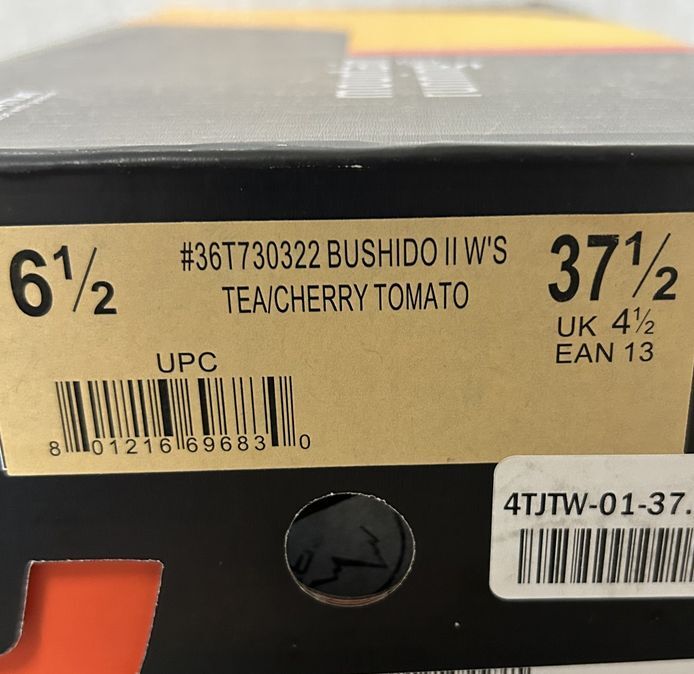 6½
#36T730322 BUSHIDO II W'S
TEA/CHERRY TOMATO
37½
UK 4½
EAN 13
UPC
8 01216 69683 0
4TJTW-01-37.